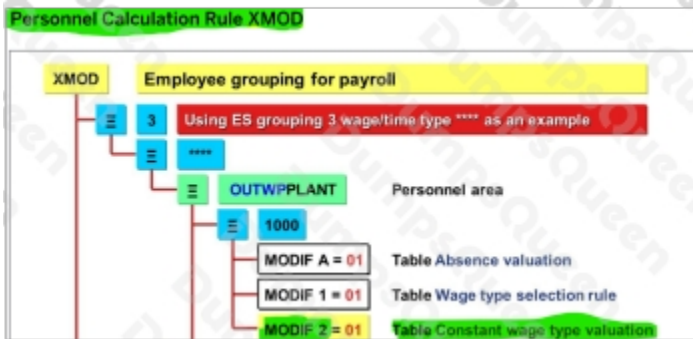 Personnel Calculation Rule XMOD
XMOD Employee grouping for payroll
3 Using ES grouping 3 wage/time type **** as an example
****
OUTWPPLANT Personnel area
1000
MODIF A = 01 Table Absence valuation
MODIF 1 = 01 Table Wage type selection rule
MODIF 2 = 01 Table Constant wage type valuation
DumpsQueen